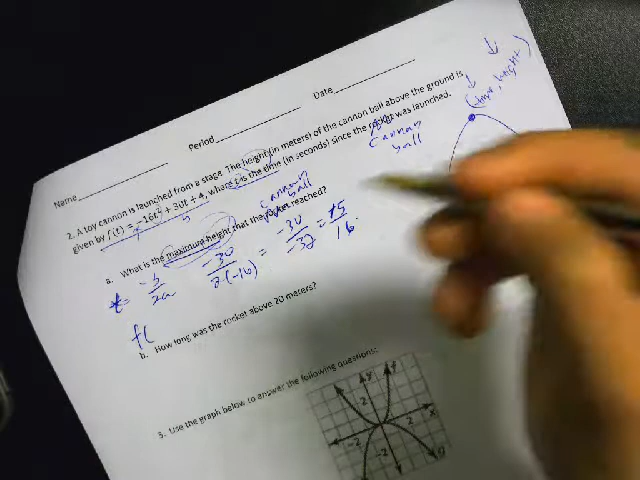 Date
Period
Name
(time, height)
2. A toy cannon is launched from a stage. The height (in meters) of the cannon ball above the ground is
given by f(t) = -16t² + 30t + 4, where t is the time (in seconds) since the rocket was launched.
cannon
ball
cannon
ball
a. What is the maximum height that the rocket reached?
t = -b/2a -30/2(-16) = -30/-32 = 15/16
f(
b. How long was the rocket above 20 meters?
3. Use the graph below to answer the following questions:
y
x
2
-2
2
-2
g